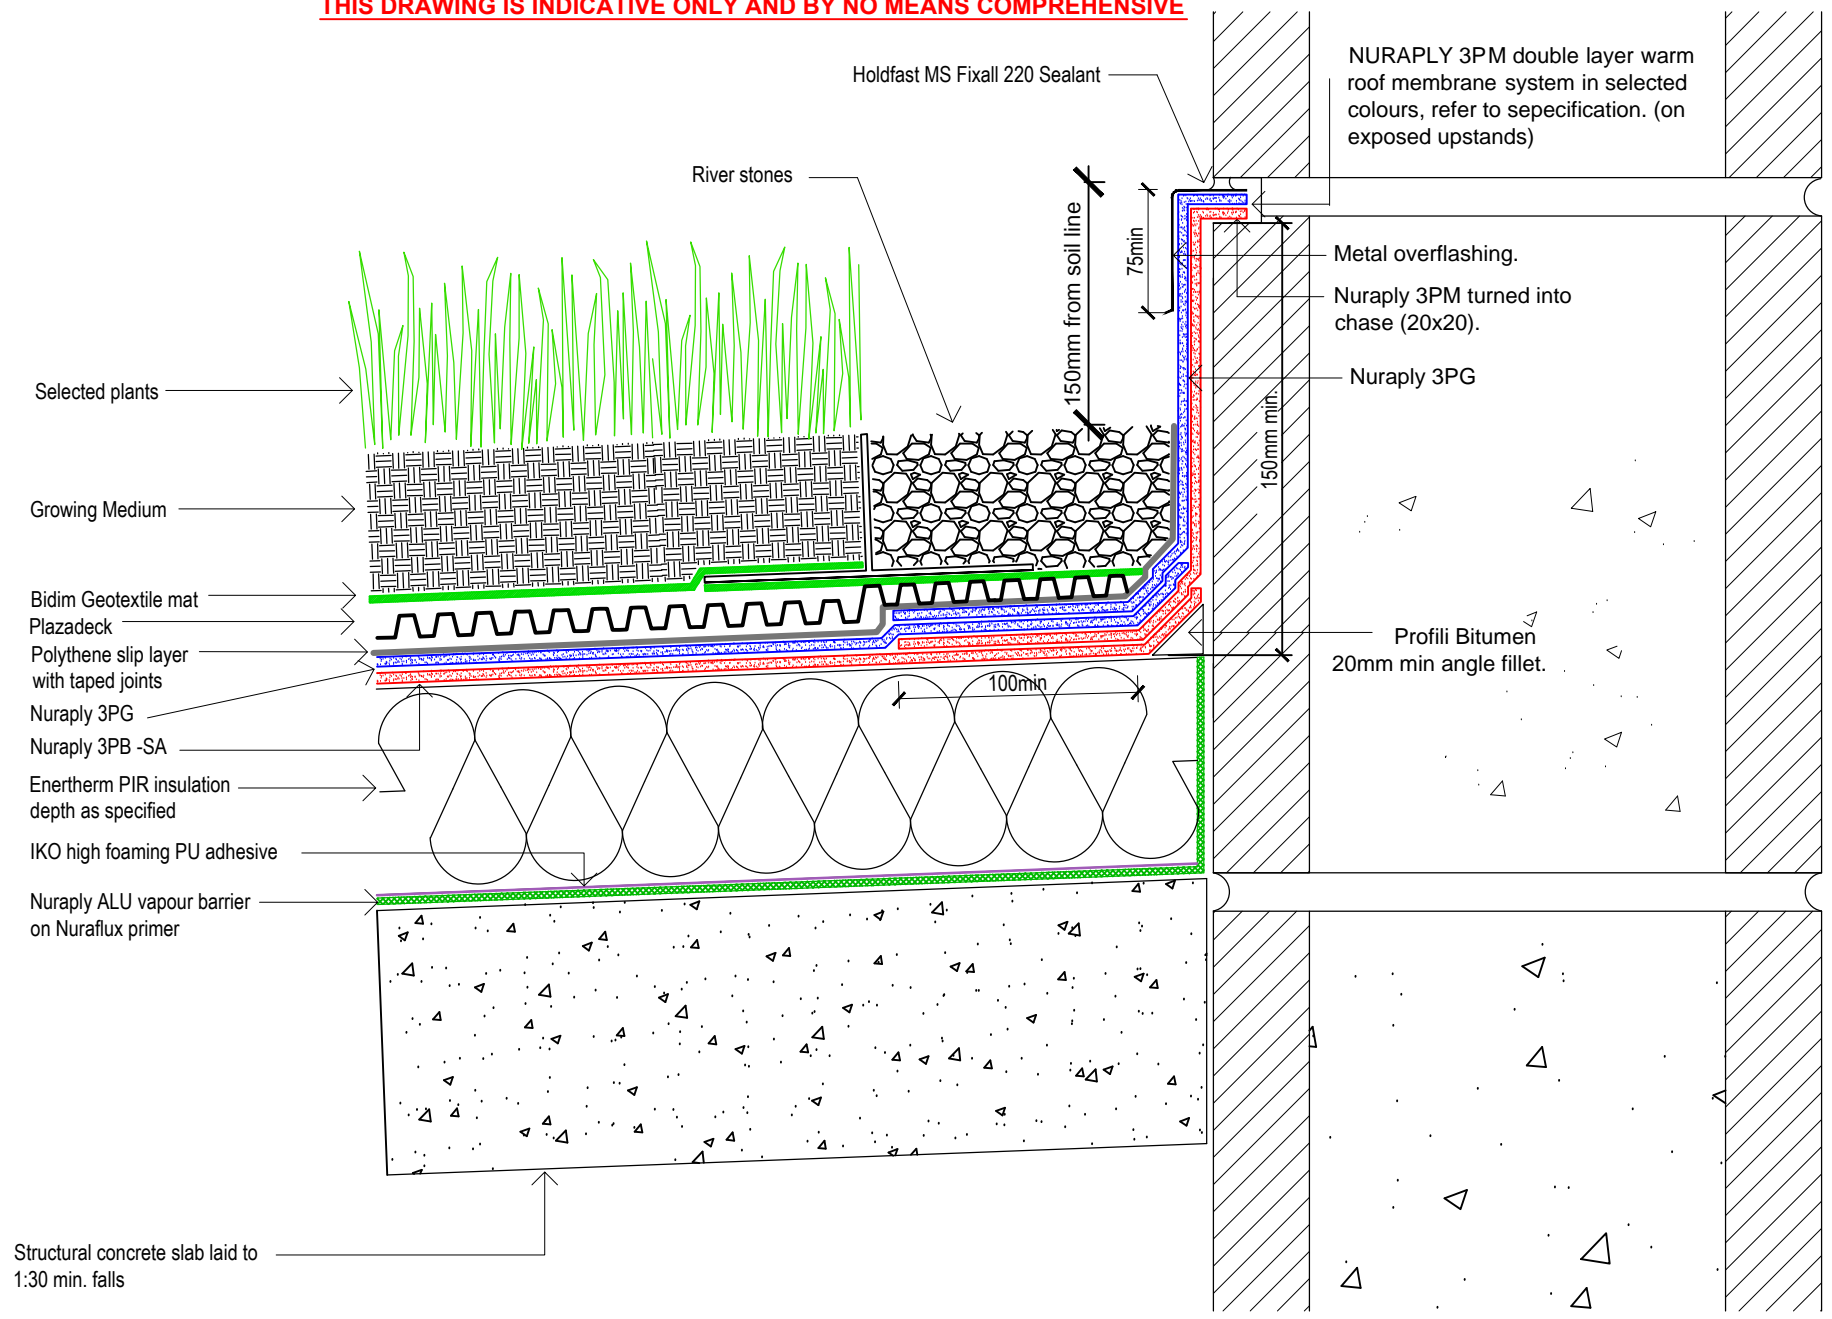 THIS DRAWING IS INDICATIVE ONLY AND BY NO MEANS COMPREHENSIVE
NURAPLY 3PM double layer warm
roof membrane system in selected
colours, refer to sepecification. (on
exposed upstands)
Holdfast MS Fixall 220 Sealant
River stones
150mm from soil line
75min
Metal overflashing.
Nuraply 3PM turned into
chase (20x20).
Nuraply 3PG
150mm min.
Selected plants
Growing Medium
Bidim Geotextile mat
Plazadeck
Polythene slip layer
with taped joints
Nuraply 3PG
Nuraply 3PB -SA
Profili Bitumen
20mm min angle fillet.
100min
Enertherm PIR insulation
depth as specified
IKO high foaming PU adhesive
Nuraply ALU vapour barrier
on Nuraflux primer
Structural concrete slab laid to
1:30 min. falls